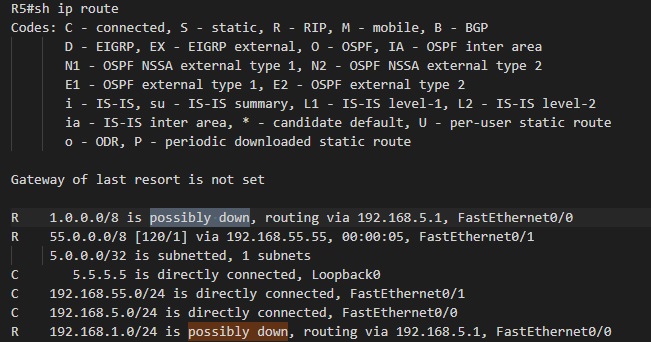 R5#sh ip route
Codes: C - connected, S - static, R - RIP, M - mobile, B - BGP
D - EIGRP, EX - EIGRP external, O - OSPF, IA - OSPF inter area
N1 - OSPF NSSA external type 1, N2 - OSPF NSSA external type 2
E1 - OSPF external type 1, E2 - OSPF external type 2
i - IS-IS, su - IS-IS summary, L1 - IS-IS level-1, L2 - IS-IS level-2
ia - IS-IS inter area, * - candidate default, U - per-user static route
o - ODR, P - periodic downloaded static route
Gateway of last resort is not set
R 1.0.0.0/8 is possibly down, routing via 192.168.5.1, FastEthernet0/0
R 55.0.0.0/8 [120/1] via 192.168.55.55, 00:00:05, FastEthernet0/1
5.0.0.0/32 is subnetted, 1 subnets
C 5.5.5.5 is directly connected, Loopback0
C 192.168.55.0/24 is directly connected, FastEthernet0/1
C 192.168.5.0/24 is directly connected, FastEthernet0/0
R 192.168.1.0/24 is possibly down, routing via 192.168.5.1, FastEthernet0/0